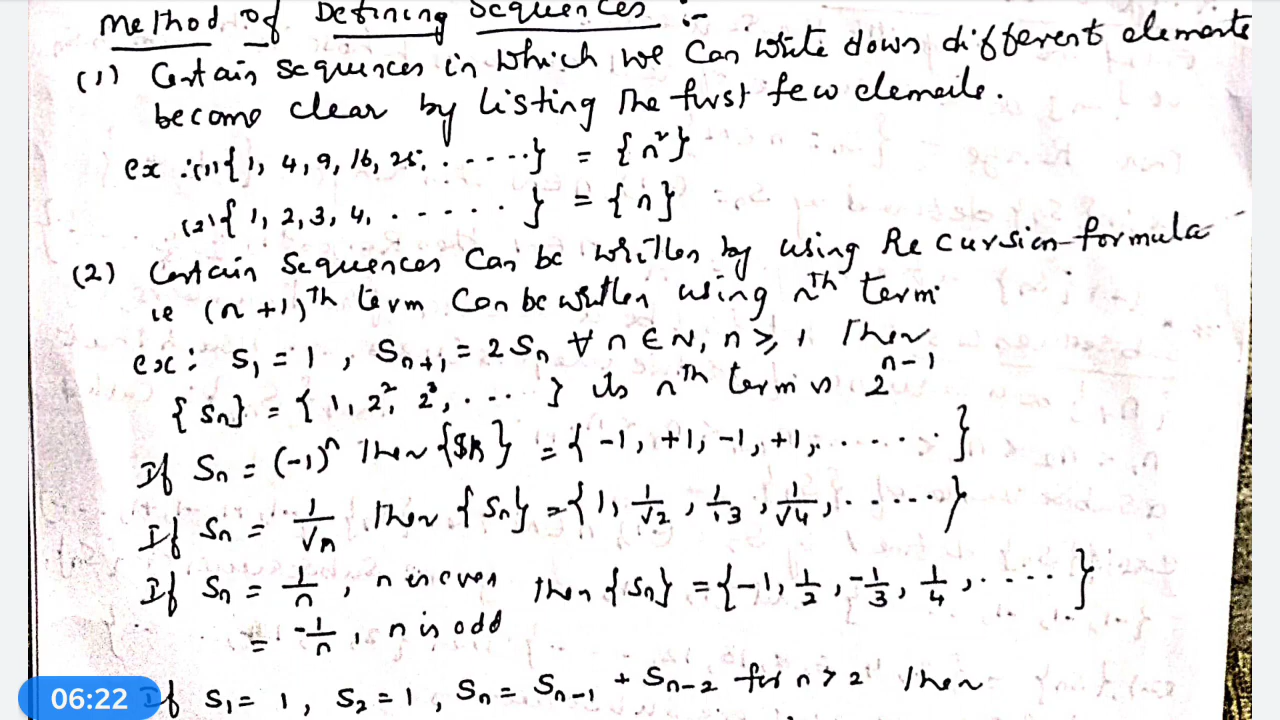 Method of Defining Sequences :-
(1) Certain sequences in which we can write down different elements
become clear by listing the first few elements.
ex :(1) { 1, 4, 9, 16, 25, . . . . . } = {n²}
(2) { 1, 2, 3, 4, . . . . . . } = {n}
(2) Certain Sequences can be written by using Recursion-formula
ie (n+1)ᵀʰ term can be written using nᵀʰ term
ex: S₁ = 1 , Sₙ₊₁ = 2Sₙ ∀ n ∈ N, n ≥ 1 Then
{Sₙ} = { 1, 2², 2³, . . . . } its nᵀʰ term is 2ⁿ⁻¹
If Sₙ = (-1)ⁿ Then = { -1, +1, -1, +1, . . . . . . }
If Sₙ = 1/√n then {Sₙ} = {1, 1/√2 , 1/√3 , 1/√4 , . . . . . }
If Sₙ = 1/n , n is even then {Sₙ} = {-1, 1/2 , -1/3 , 1/4 , . . . . . }
= -1/n , n is odd
06:22 If S₁ = 1 , S₂ = 1 , Sₙ = Sₙ₋₁ + Sₙ₋₂ for n > 2 Then